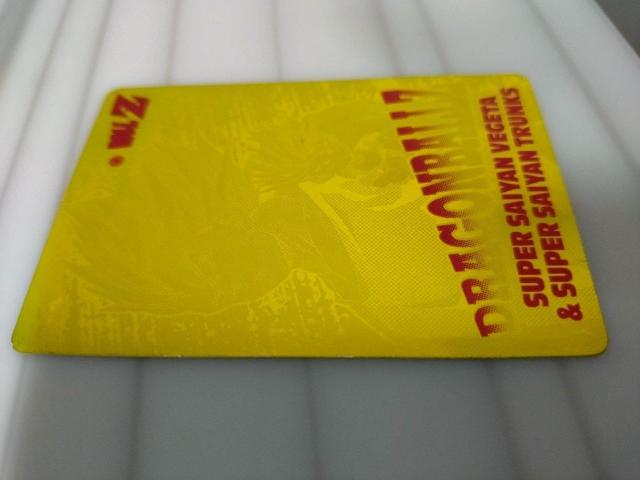 DRAGONBALL Z
SUPER SAIYAN VEGETA
& SUPER SAIYAN TRUNKS